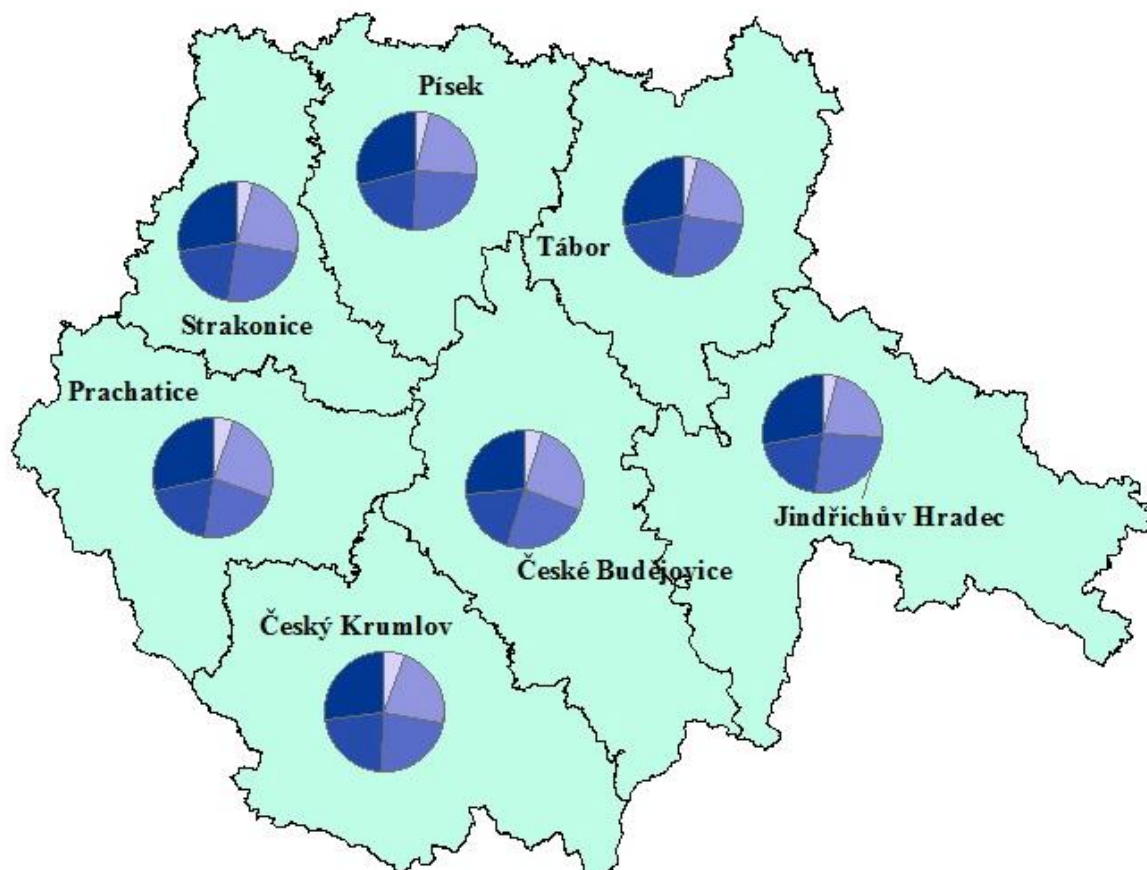 Písek
Tábor
Strakonice
Prachatice
Jindřichův Hradec
České Budějovice
Český Krumlov